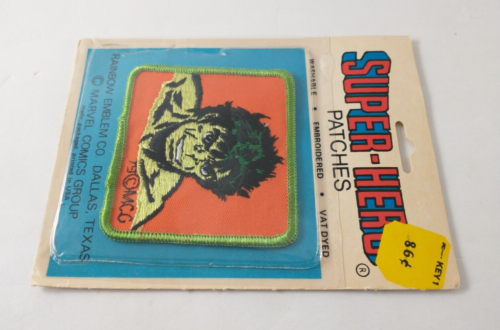 SUPER-HERO
®
PATCHES
WASHABLE • EMBROIDERED • VAT DYED
75©MCG
RAINBOW EMBLEM CO. DALLAS, TEXAS
© MARVEL COMICS GROUP
KEY 1
86¢